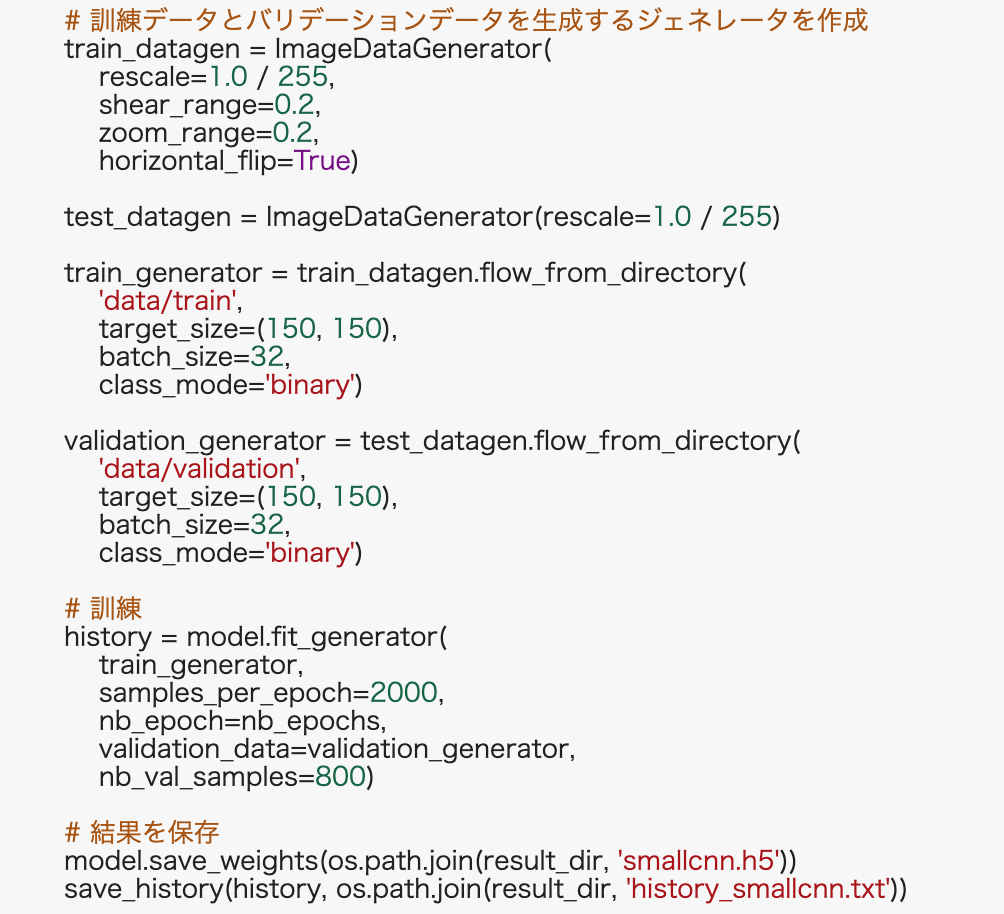 # 訓練データとバリデーションデータを生成するジェネレータを作成
train_datagen = ImageDataGenerator(
    rescale=1.0 / 255,
    shear_range=0.2,
    zoom_range=0.2,
    horizontal_flip=True)

test_datagen = ImageDataGenerator(rescale=1.0 / 255)

train_generator = train_datagen.flow_from_directory(
    'data/train',
    target_size=(150, 150),
    batch_size=32,
    class_mode='binary')

validation_generator = test_datagen.flow_from_directory(
    'data/validation',
    target_size=(150, 150),
    batch_size=32,
    class_mode='binary')

# 訓練
history = model.fit_generator(
    train_generator,
    samples_per_epoch=2000,
    nb_epoch=nb_epochs,
    validation_data=validation_generator,
    nb_val_samples=800)

# 結果を保存
model.save_weights(os.path.join(result_dir, 'smallcnn.h5'))
save_history(history, os.path.join(result_dir, 'history_smallcnn.txt'))